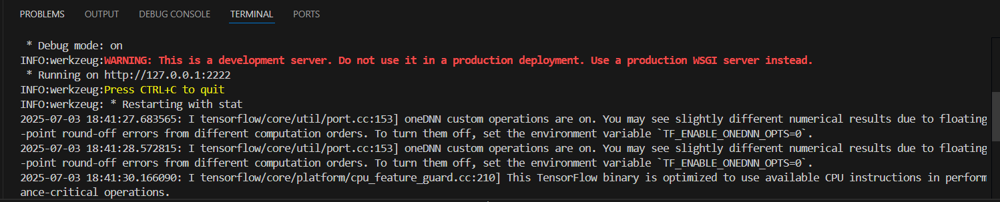 PROBLEMS OUTPUT DEBUG CONSOLE TERMINAL PORTS
 * Debug mode: on
INFO:werkzeug:WARNING: This is a development server. Do not use it in a production deployment. Use a production WSGI server instead.
 * Running on http://127.0.0.1:2222
INFO:werkzeug:Press CTRL+C to quit
INFO:werkzeug: * Restarting with stat
2025-07-03 18:41:27.683565: I tensorflow/core/util/port.cc:153] oneDNN custom operations are on. You may see slightly different numerical results due to floating
-point round-off errors from different computation orders. To turn them off, set the environment variable `TF_ENABLE_ONEDNN_OPTS=0`.
2025-07-03 18:41:28.572815: I tensorflow/core/util/port.cc:153] oneDNN custom operations are on. You may see slightly different numerical results due to floating
-point round-off errors from different computation orders. To turn them off, set the environment variable `TF_ENABLE_ONEDNN_OPTS=0`.
2025-07-03 18:41:30.166090: I tensorflow/core/platform/cpu_feature_guard.cc:210] This TensorFlow binary is optimized to use available CPU instructions in perform
ance-critical operations.